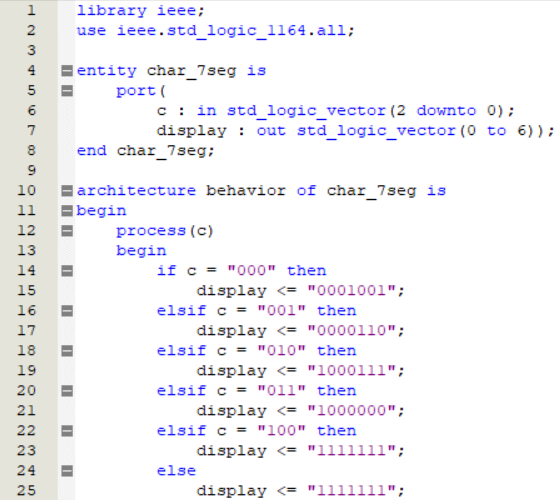 1 library ieee;
2 use ieee.std_logic_1164.all;
3
4 entity char_7seg is
5     port(
6         c : in std_logic_vector(2 downto 0);
7         display : out std_logic_vector(0 to 6));
8 end char_7seg;
9
10 architecture behavior of char_7seg is
11 begin
12     process(c)
13     begin
14         if c = "000" then
15             display <= "0001001";
16         elsif c = "001" then
17             display <= "0000110";
18         elsif c = "010" then
19             display <= "1000111";
20         elsif c = "011" then
21             display <= "1000000";
22         elsif c = "100" then
23             display <= "1111111";
24         else
25             display <= "1111111";